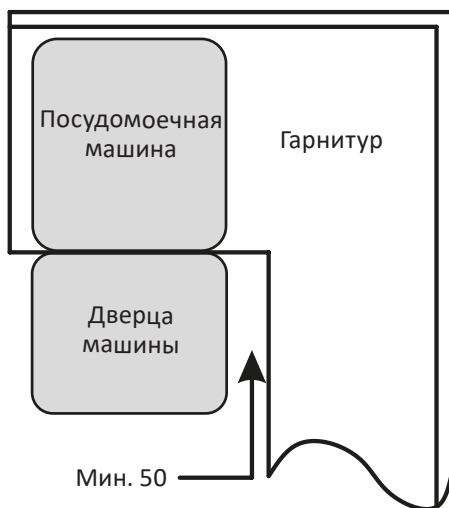 Посудомоечная
машина
Гарнитур
Дверца
машины
Мин. 50